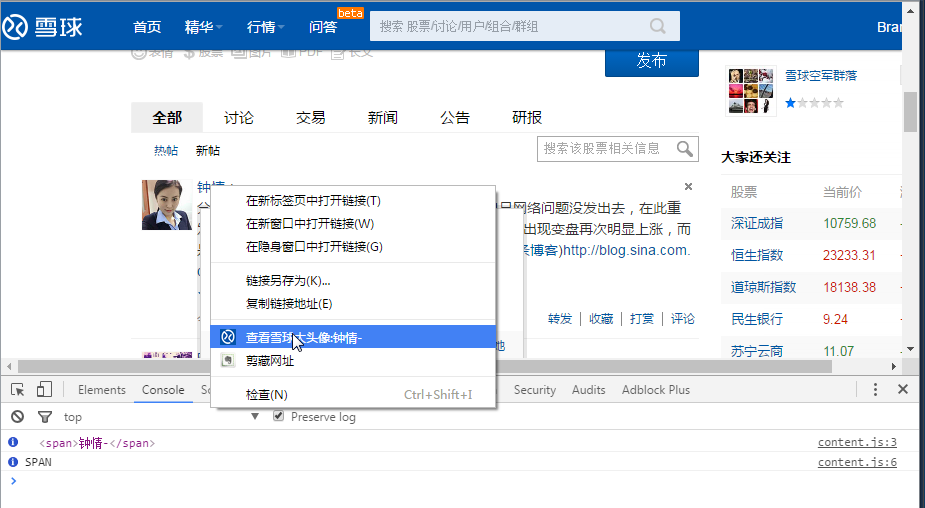 雪球 首页 精华 行情 问答 beta 搜索 股票/讨论/用户/组合/群组 Bran
表情 股票 图片 PDF 长文 发布
雪球空军群落
全部 讨论 交易 新闻 公告 研报
热帖 新帖 搜索该股票相关信息
大家还关注
股票 当前价
钟情-
网络问题没发出去，在此重
出现变盘再次明显上涨，而
条博客)http://blog.sina.com.
转发 收藏 打赏 评论
深证成指 10759.68
恒生指数 23233.31
道琼斯指数 18138.38
民生银行 9.24
苏宁云商 11.07
在新标签页中打开链接(T)
在新窗口中打开链接(W)
在隐身窗口中打开链接(G)
链接另存为(K)...
复制链接地址(E)
查看雪球大头像:钟情-
剪藏网址
检查(N) Ctrl+Shift+I
他
Elements Console So Security Audits Adblock Plus
top Preserve log
<span>钟情-</span> content.js:3
SPAN content.js:6